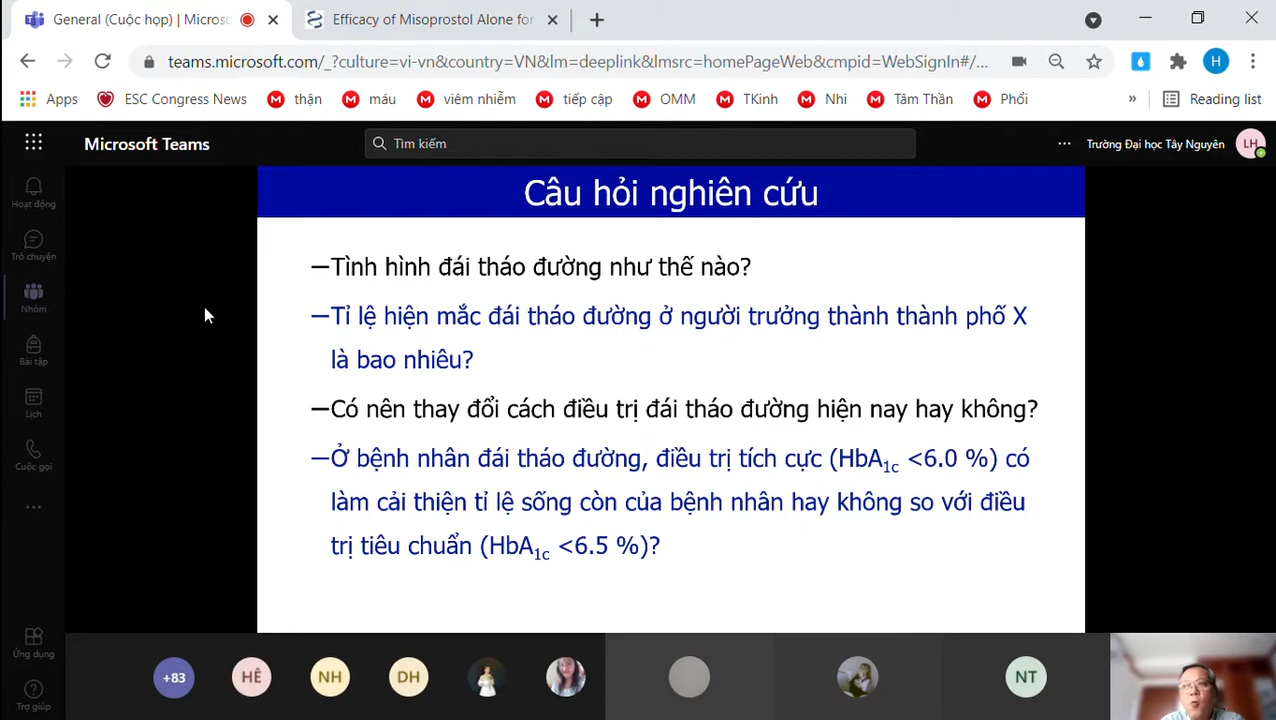 General (Cuộc họp) | Micros
Efficacy of Misoprostol Alone for
teams.microsoft.com/_?culture=vi-vn&country=VN&lm=deeplink&lmsrc=homePageWeb&cmpid=WebSignIn#/...
H
Apps
ESC Congress News
thận
máu
viêm nhiễm
tiếp cập
OMM
TKinh
Nhi
Tâm Thần
Phổi
»
Reading list
Microsoft Teams
Tìm kiếm
...
Trường Đại học Tây Nguyên
LH
Hoạt động
Trò chuyện
Nhóm
Bài tập
Lịch
Cuộc gọi
...
Ứng dụng
Trợ giúp
Câu hỏi nghiên cứu
–Tình hình đái tháo đường như thế nào?
–Tỉ lệ hiện mắc đái tháo đường ở người trưởng thành thành phố X
là bao nhiêu?
–Có nên thay đổi cách điều trị đái tháo đường hiện nay hay không?
–Ở bệnh nhân đái tháo đường, điều trị tích cực (HbA1c <6.0 %) có
làm cải thiện tỉ lệ sống còn của bệnh nhân hay không so với điều
trị tiêu chuẩn (HbA1c <6.5 %)?
+83
HÊ
NH
DH
NT